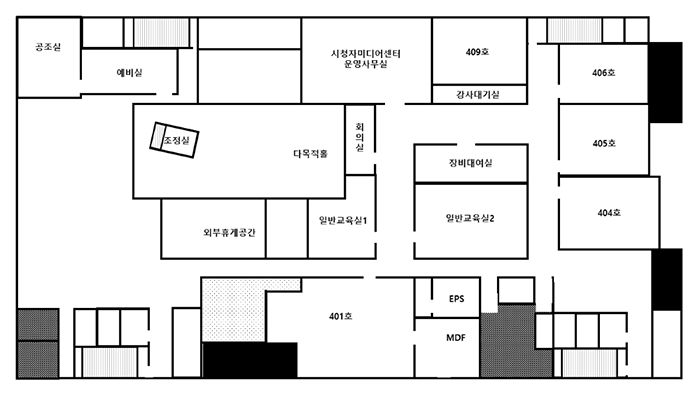 공조실
예비실
시청자미디어센터
운영사무실
409호
406호
강사대기실
조정실
다목적홀
회
의
실
장비대여실
405호
외부휴게공간
일반교육실1
일반교육실2
404호
401호
EPS
MDF